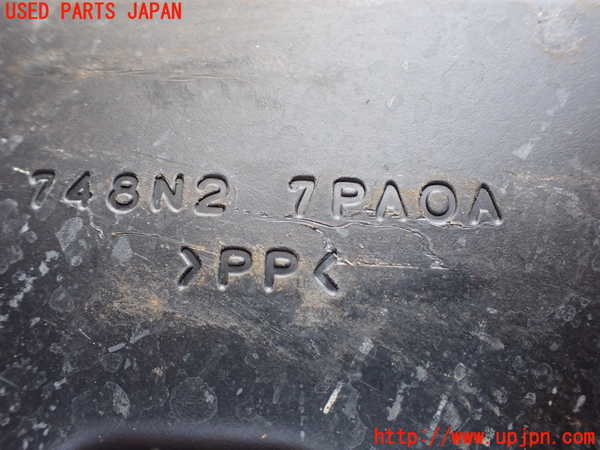 USED PARTS JAPAN
748N2 7PA0A
>PP<
http://www.upjpn.com/